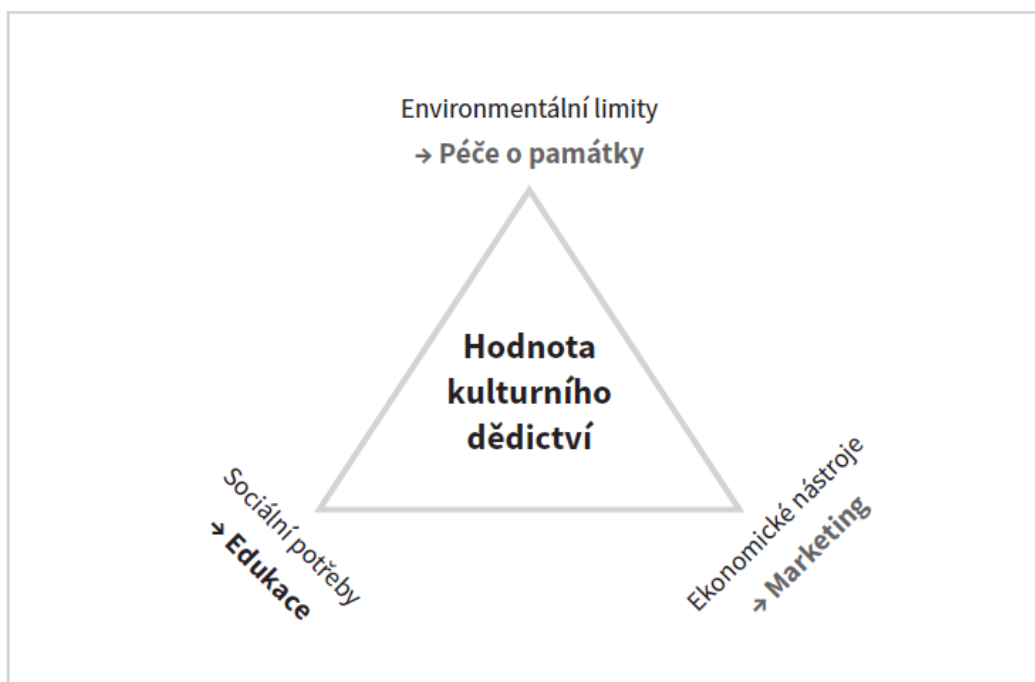 Environmentální limity
→ Péče o památky
Hodnota
kulturního
dědictví
Sociální potřeby
→ Edukace
Ekonomické nástroje
→ Marketing